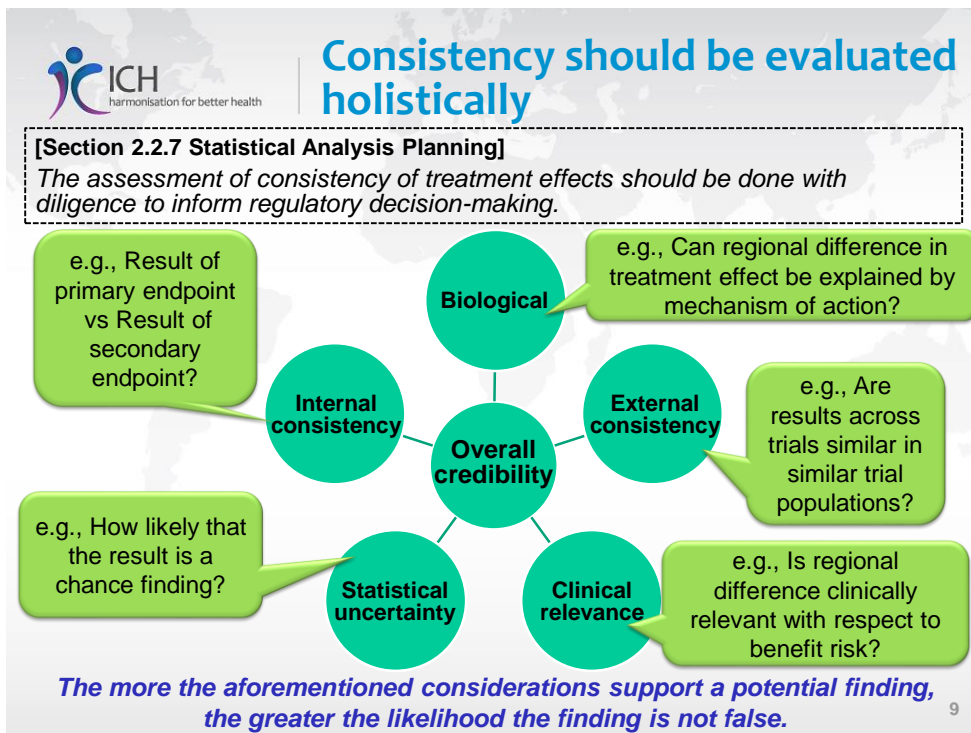 ICH
harmonisation for better health
Consistency should be evaluated
holistically
[Section 2.2.7 Statistical Analysis Planning]
The assessment of consistency of treatment effects should be done with
diligence to inform regulatory decision-making.
e.g., Result of
primary endpoint
vs Result of
secondary
endpoint?
Biological
e.g., Can regional difference in
treatment effect be explained by
mechanism of action?
Internal
consistency
Overall
credibility
External
consistency
e.g., Are
results across
trials similar in
similar trial
populations?
e.g., How likely that
the result is a
chance finding?
Statistical
uncertainty
Clinical
relevance
e.g., Is regional
difference clinically
relevant with respect to
benefit risk?
The more the aforementioned considerations support a potential finding,
the greater the likelihood the finding is not false.
9